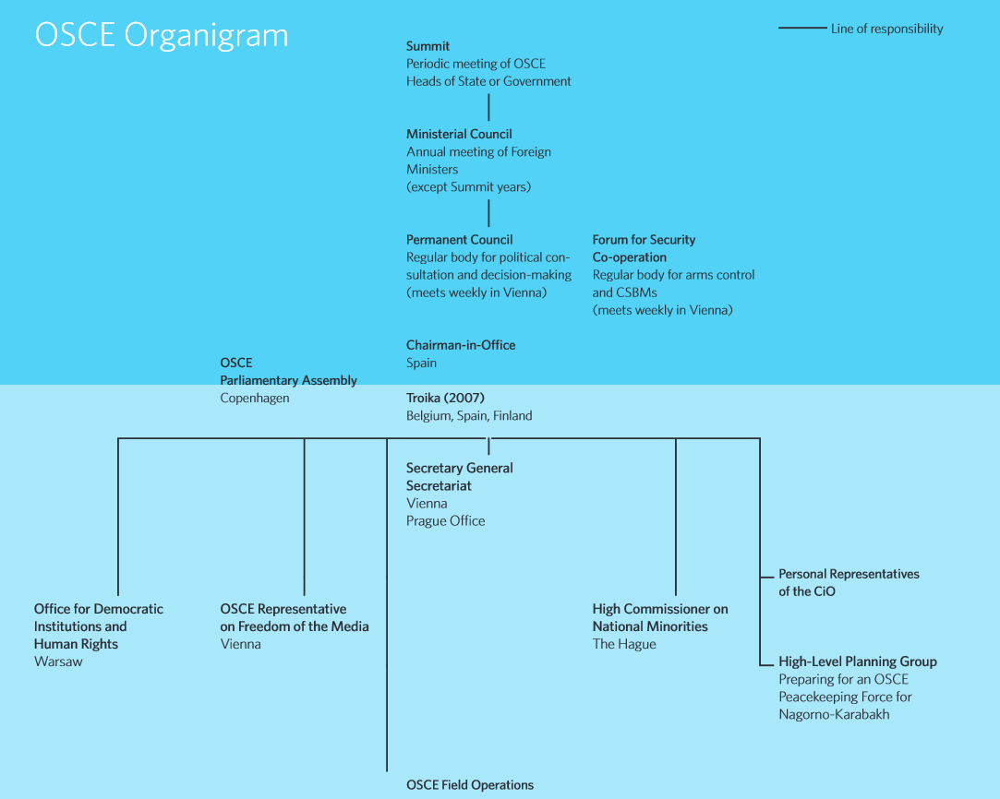 OSCE Organigram
Line of responsibility
Summit
Periodic meeting of OSCE
Heads of State or Government
Ministerial Council
Annual meeting of Foreign
Ministers
(except Summit years)
Permanent Council
Regular body for political con-
sultation and decision-making
(meets weekly in Vienna)
Forum for Security
Co-operation
Regular body for arms control
and CSBMs
(meets weekly in Vienna)
Chairman-in-Office
Spain
OSCE
Parliamentary Assembly
Copenhagen
Troika (2007)
Belgium, Spain, Finland
Secretary General
Secretariat
Vienna
Prague Office
Personal Representatives
of the CiO
Office for Democratic
Institutions and
Human Rights
Warsaw
OSCE Representative
on Freedom of the Media
Vienna
High Commissioner on
National Minorities
The Hague
High-Level Planning Group
Preparing for an OSCE
Peacekeeping Force for
Nagorno-Karabakh
OSCE Field Operations